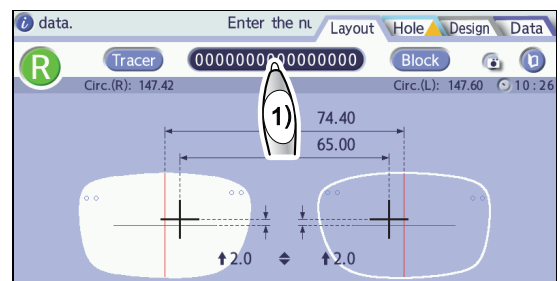 data. Enter the nu Layout Hole Design Data
R Tracer 0000000000000000 Block
Circ.(R): 147.42 Circ.(L): 147.60 10:26
1)
74.40
65.00
2.0 2.0